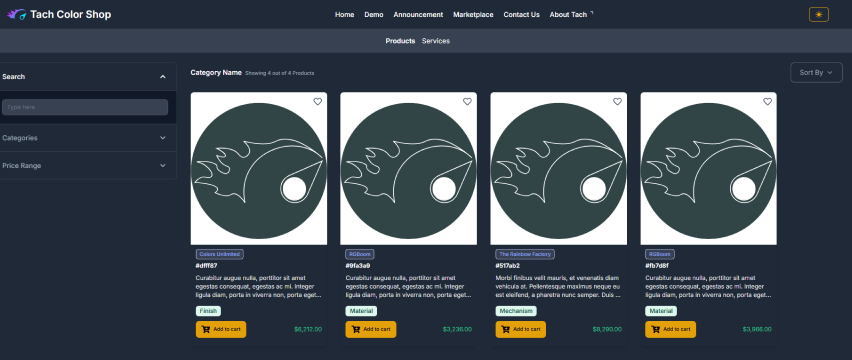 Tach Color Shop
Home Demo Announcement Marketplace Contact Us About Tach
Products Services
Search
Type here
Categories
Price Range
Category Name Showing 4 out of 4 Products
Sort By
Colors Unlimited
#dfff87
Curabitur augue nulla, porttitor sit amet
egestas consequat, egestas ac mi. Integer
ligula diam, porta in viverra non, porta eget...
Finish
Add to cart $6,212.00
RGBoom
#9fa3a9
Curabitur augue nulla, porttitor sit amet
egestas consequat, egestas ac mi. Integer
ligula diam, porta in viverra non, porta eget...
Material
Add to cart $3,236.00
The Rainbow Factory
#517ab2
Morbi finibus velit mauris, et venenatis diam
vehicula at. Pellentesque maximus neque eu
est eleifend, a pharetra nunc semper. Duis ...
Mechanism
Add to cart $8,290.00
RGBoom
#fb7d8f
Curabitur augue nulla, porttitor sit amet
egestas consequat, egestas ac mi. Integer
ligula diam, porta in viverra non, porta eget...
Material
Add to cart $3,966.00